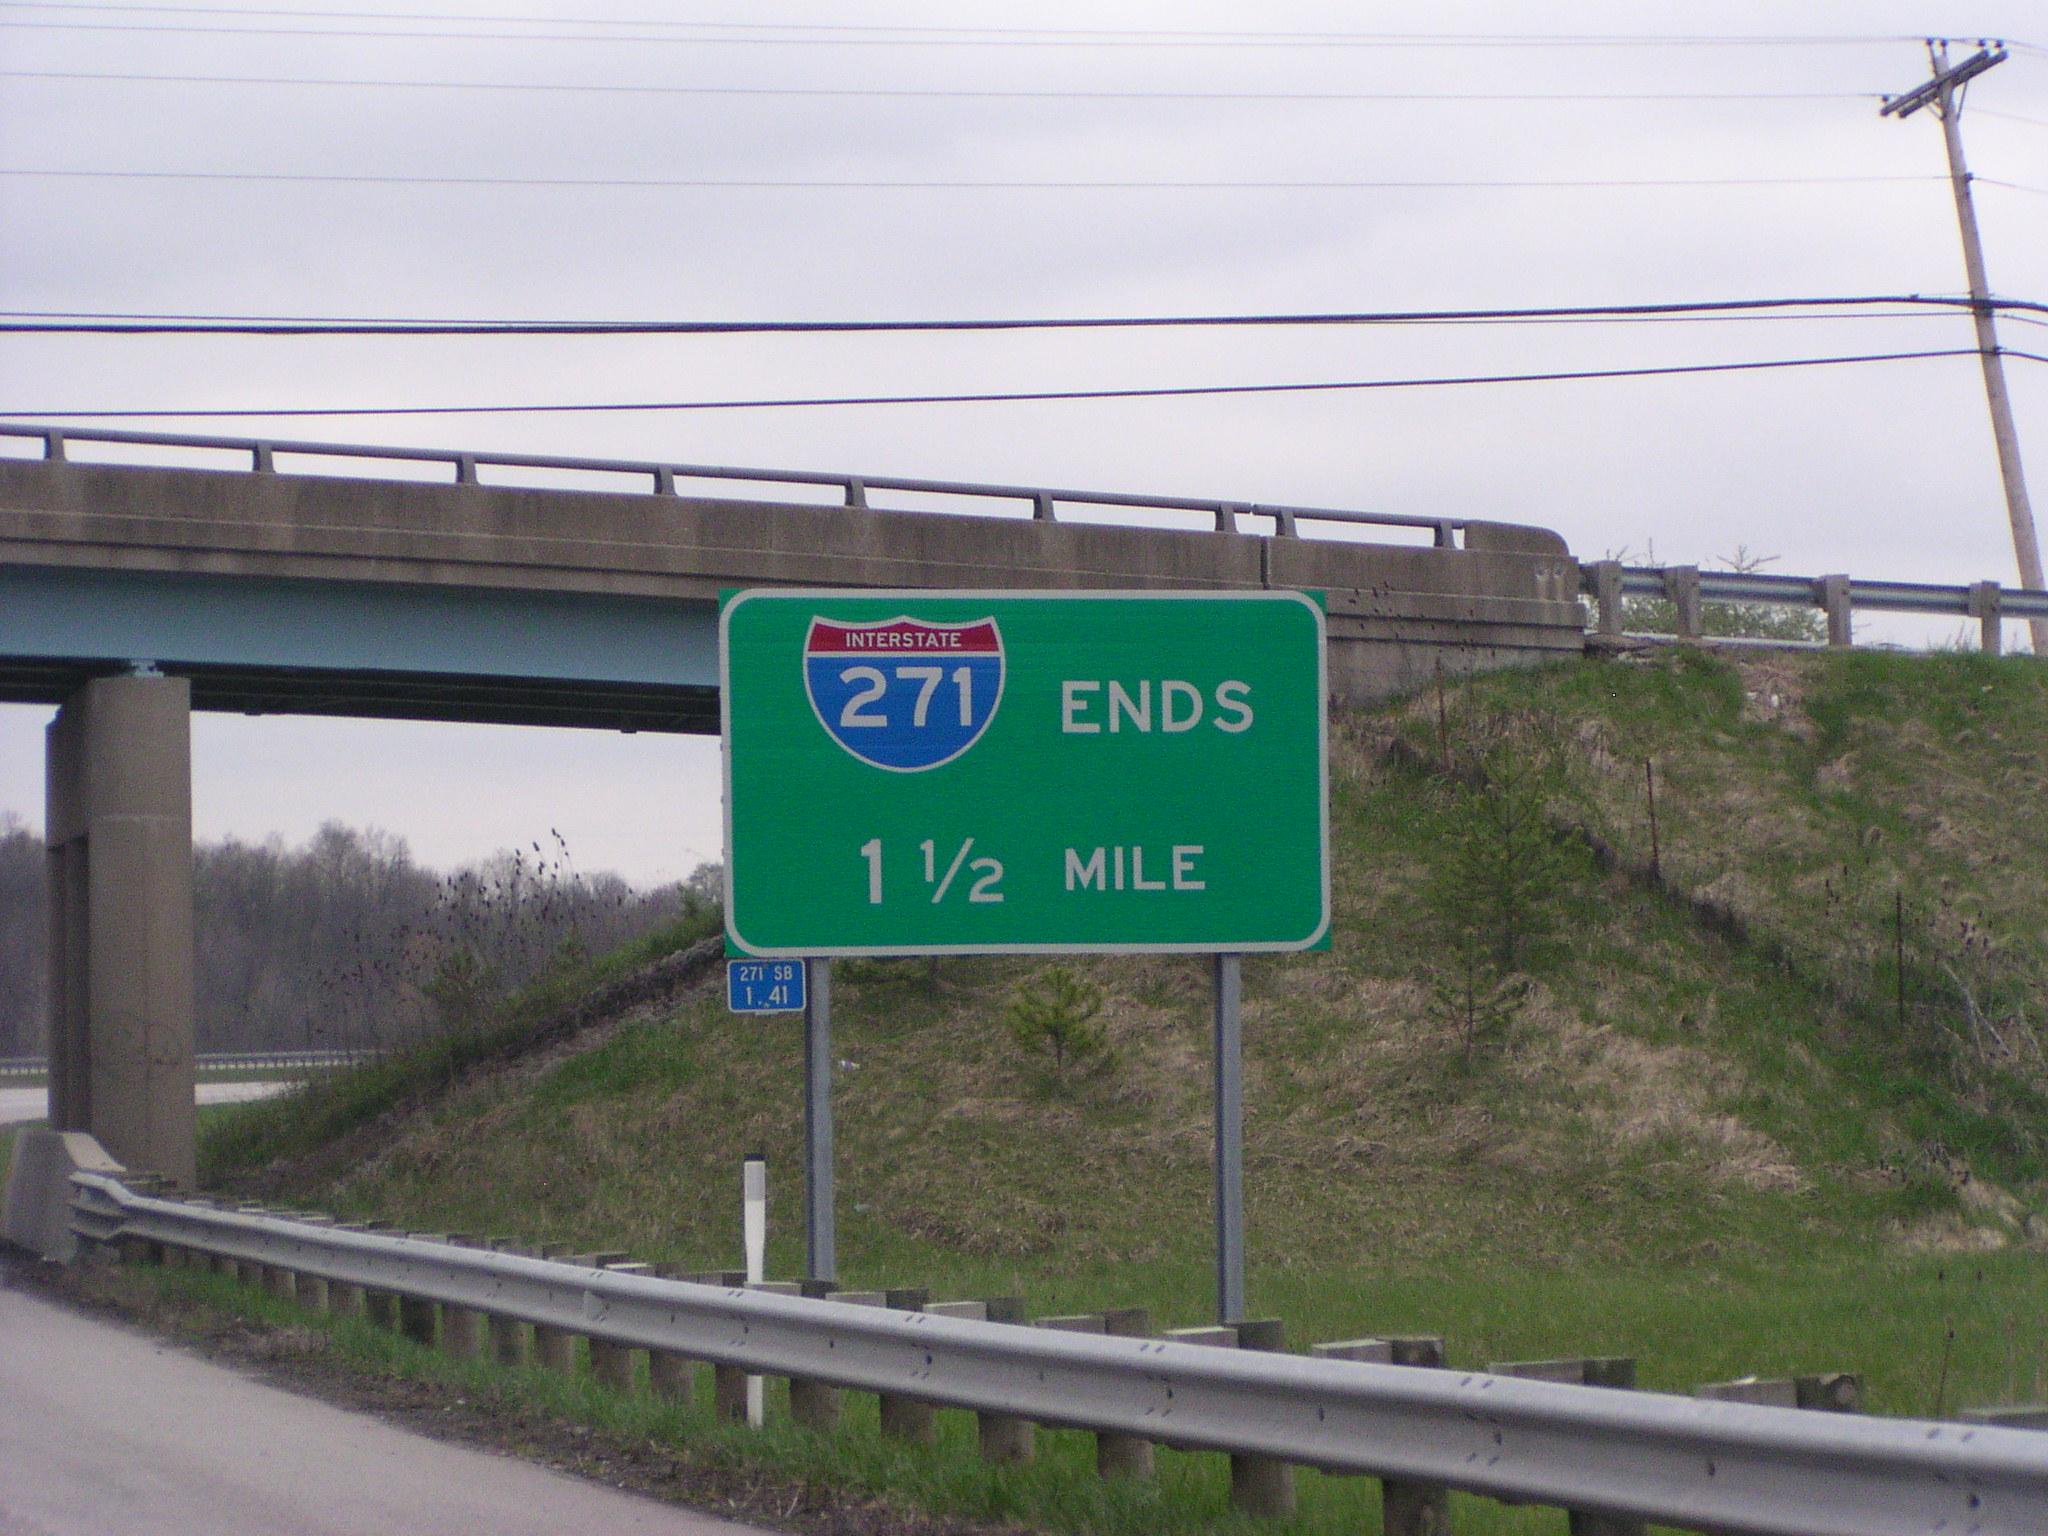 INTERSTATE
271 ENDS
1 1/2 MILE
271 SB
1.41